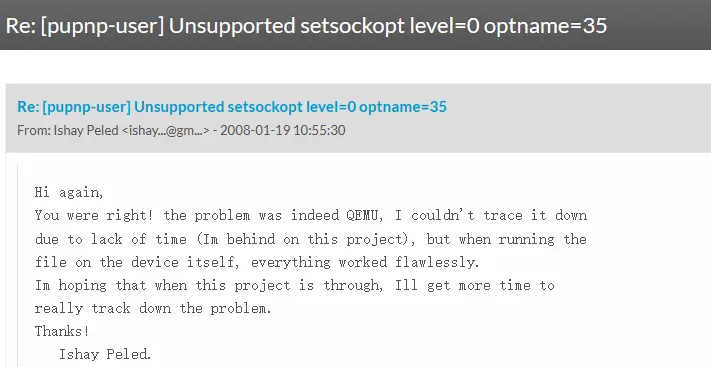 Re: [pupnp-user] Unsupported setsockopt level=0 optname=35
Re: [pupnp-user] Unsupported setsockopt level=0 optname=35
From: Ishay Peled <ishay...@gm...> - 2008-01-19 10:55:30
Hi again,
You were right! the problem was indeed QEMU, I couldn't trace it down
due to lack of time (Im behind on this project), but when running the
file on the device itself, everything worked flawlessly.
Im hoping that when this project is through, Ill get more time to
really track down the problem.
Thanks!
Ishay Peled.